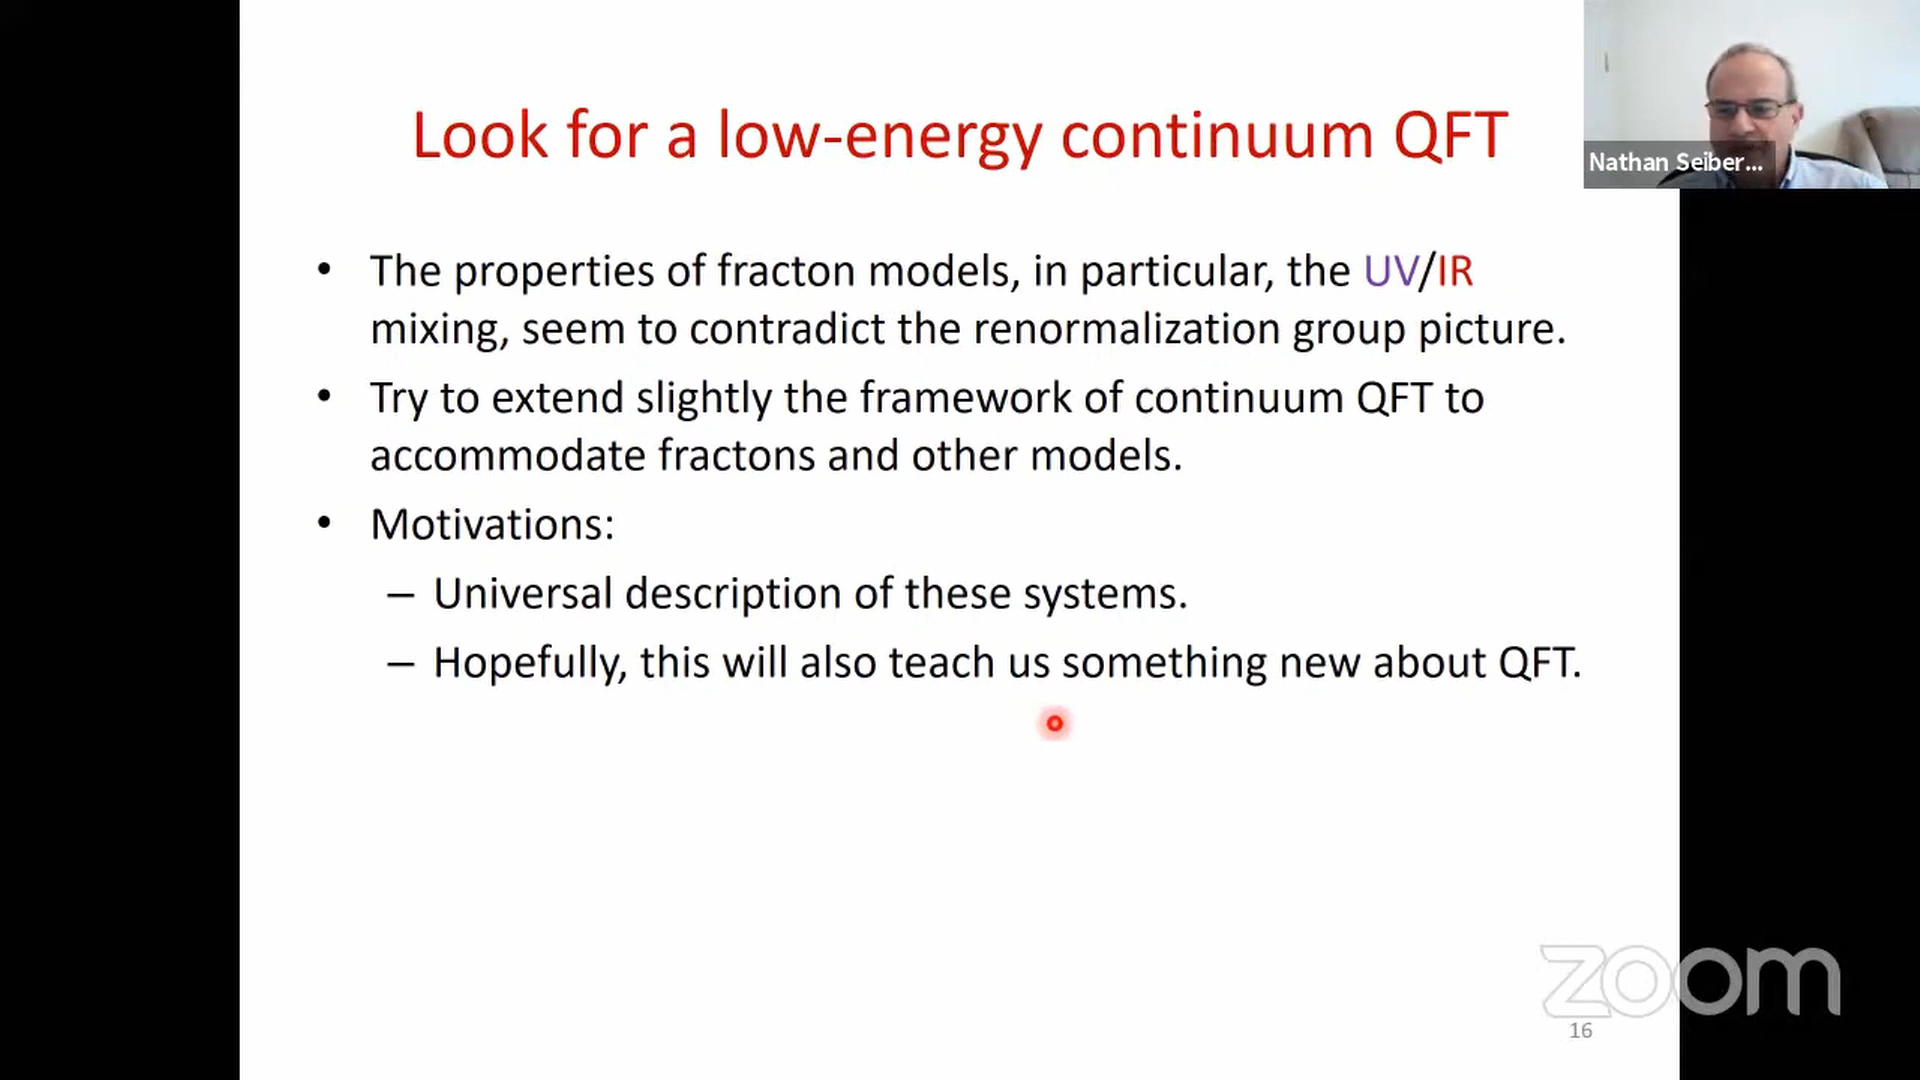 Look for a low-energy continuum QFT
Nathan Seiber...
• The properties of fracton models, in particular, the UV/IR
mixing, seem to contradict the renormalization group picture.
• Try to extend slightly the framework of continuum QFT to
accommodate fractons and other models.
• Motivations:
– Universal description of these systems.
– Hopefully, this will also teach us something new about QFT.
zoom
16